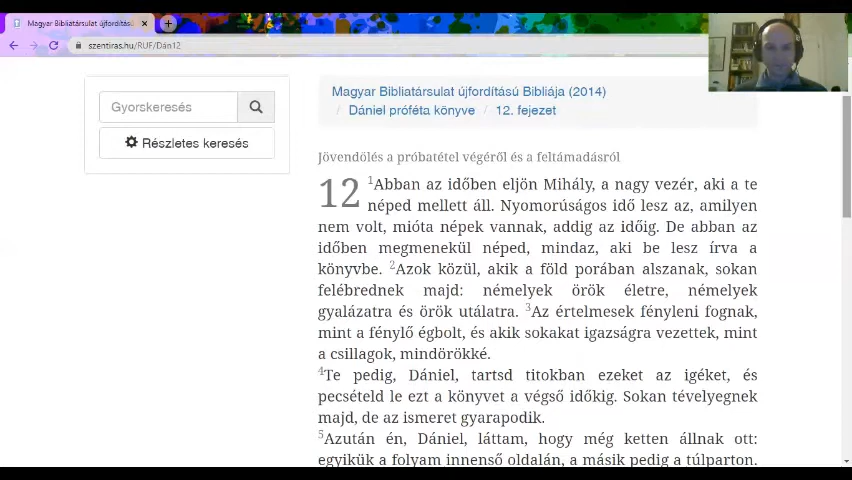 Magyar Bibliatársulat újfordítású
szentiras.hu/RUF/Dán12
Gyorskeresés
Részletes keresés
Magyar Bibliatársulat újfordítású Bibliája (2014)
/ Dániel próféta könyve / 12. fejezet
Jövendölés a próbatétel végéről és a feltámadásról
12 1Abban az időben eljön Mihály, a nagy vezér, aki a te
néped mellett áll. Nyomorúságos idő lesz az, amilyen
nem volt, mióta népek vannak, addig az időig. De abban az
időben megmenekül néped, mindaz, aki be lesz írva a
könyvbe. 2Azok közül, akik a föld porában alszanak, sokan
felébrednek majd: némelyek örök életre, némelyek
gyalázatra és örök utálatra. 3Az értelmesek fényleni fognak,
mint a fénylő égbolt, és akik sokakat igazságra vezettek, mint
a csillagok, mindörökké.
4Te pedig, Dániel, tartsd titokban ezeket az igéket, és
pecsételd le ezt a könyvet a végső időkig. Sokan tévelyegnek
majd, de az ismeret gyarapodik.
5Azután én, Dániel, láttam, hogy még ketten állnak ott:
egyikük a folyam innenső oldalán, a másik pedig a túlparton.